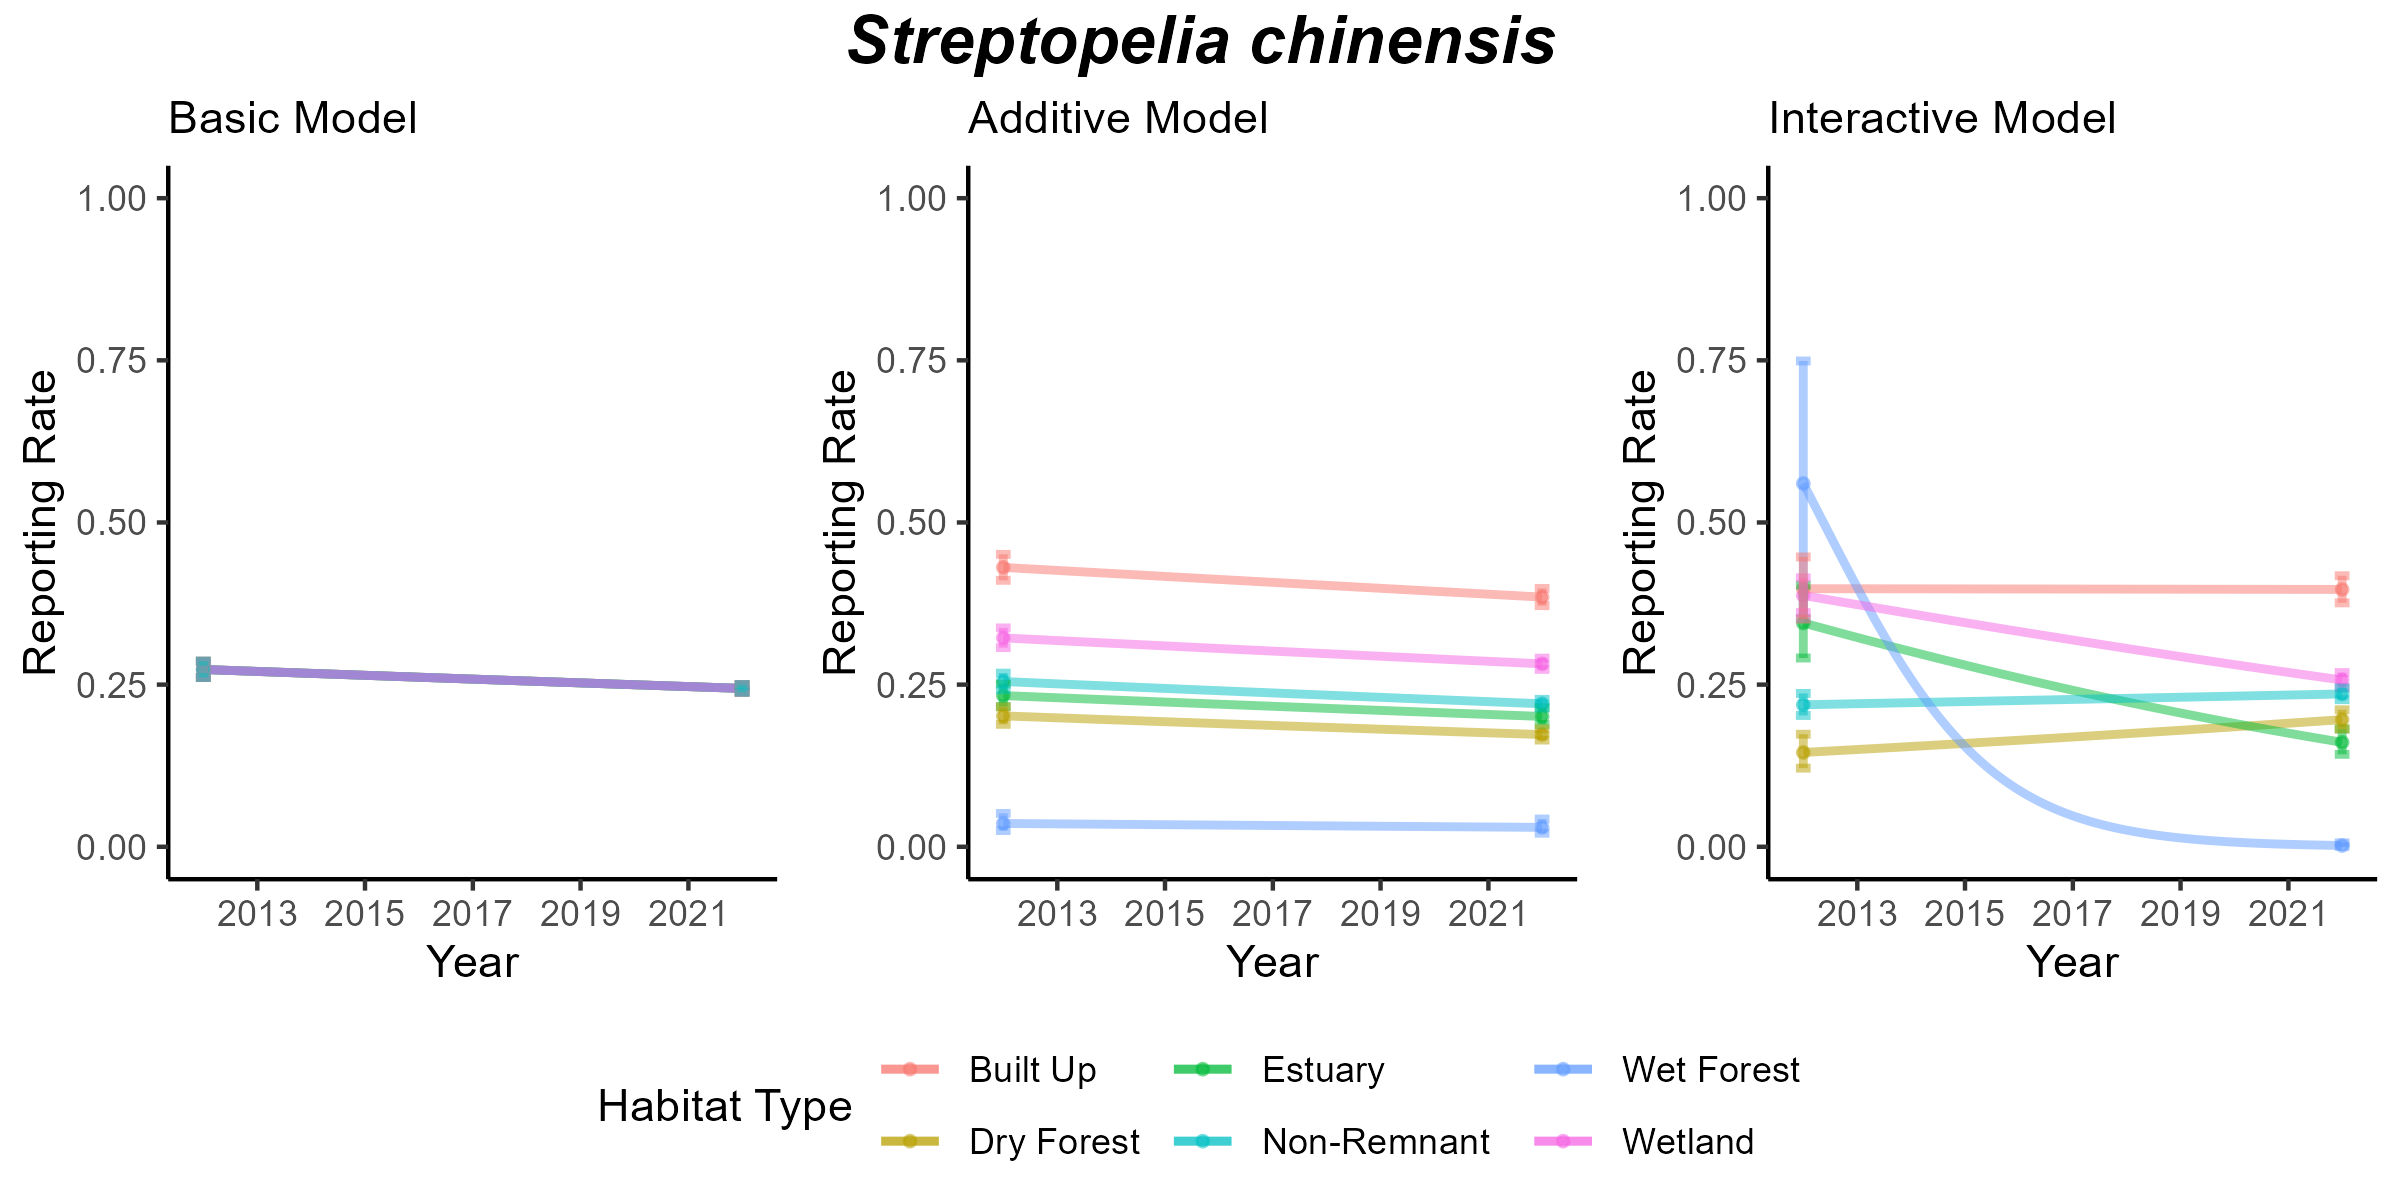 Streptopelia chinensis
Basic Model
Additive Model
Interactive Model
Reporting Rate
1.00
0.75
0.50
0.25
0.00
2013 2015 2017 2019 2021
Year
Reporting Rate
1.00
0.75
0.50
0.25
0.00
2013 2015 2017 2019 2021
Year
Reporting Rate
1.00
0.75
0.50
0.25
0.00
2013 2015 2017 2019 2021
Year
Habitat Type
Built Up
Estuary
Wet Forest
Dry Forest
Non-Remnant
Wetland